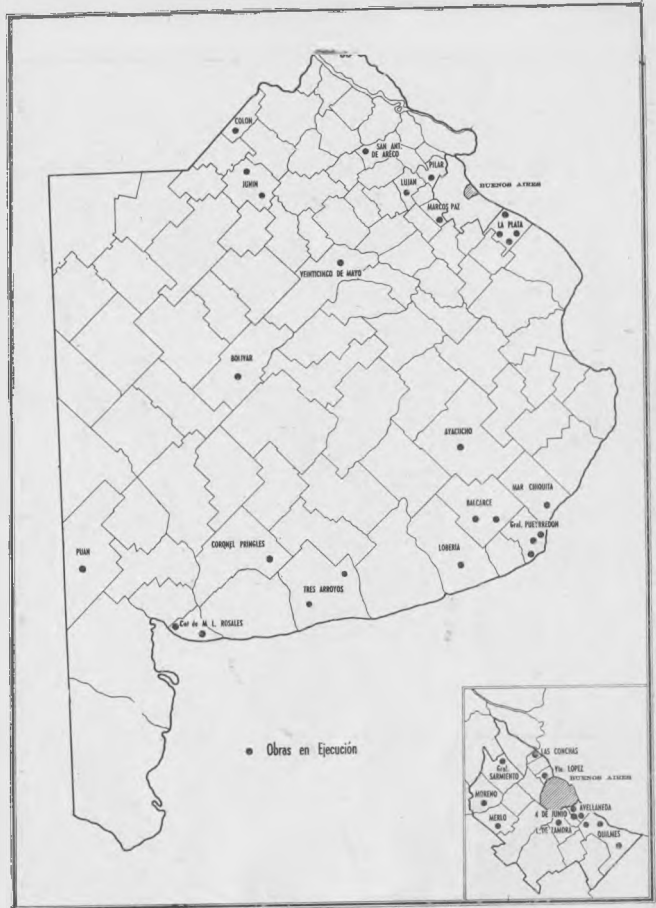 COLON
SAN ANT.
DE ARECO
PILAR
JUNIN
LUJAN
BUENOS AIRES
MARCOS PAZ
LA PLATA
VEINTICINCO DE MAYO
BOLIVAR
AYACUCHO
MAR CHIQUITA
BALCARCE
Gral. PUEYRREDON
PUAN
CORONEL PRINGLES
LOBERIA
TRES ARROYOS
Cnl de M. L. ROSALES
Obras en Ejecución
LAS CONCHAS
Gral.
SARMIENTO
Vte. LOPEZ
BUENOS AIRES
MORENO
4 DE JUNIO
AVELLANEDA
MERLO
L. DE ZAMORA
QUILMES